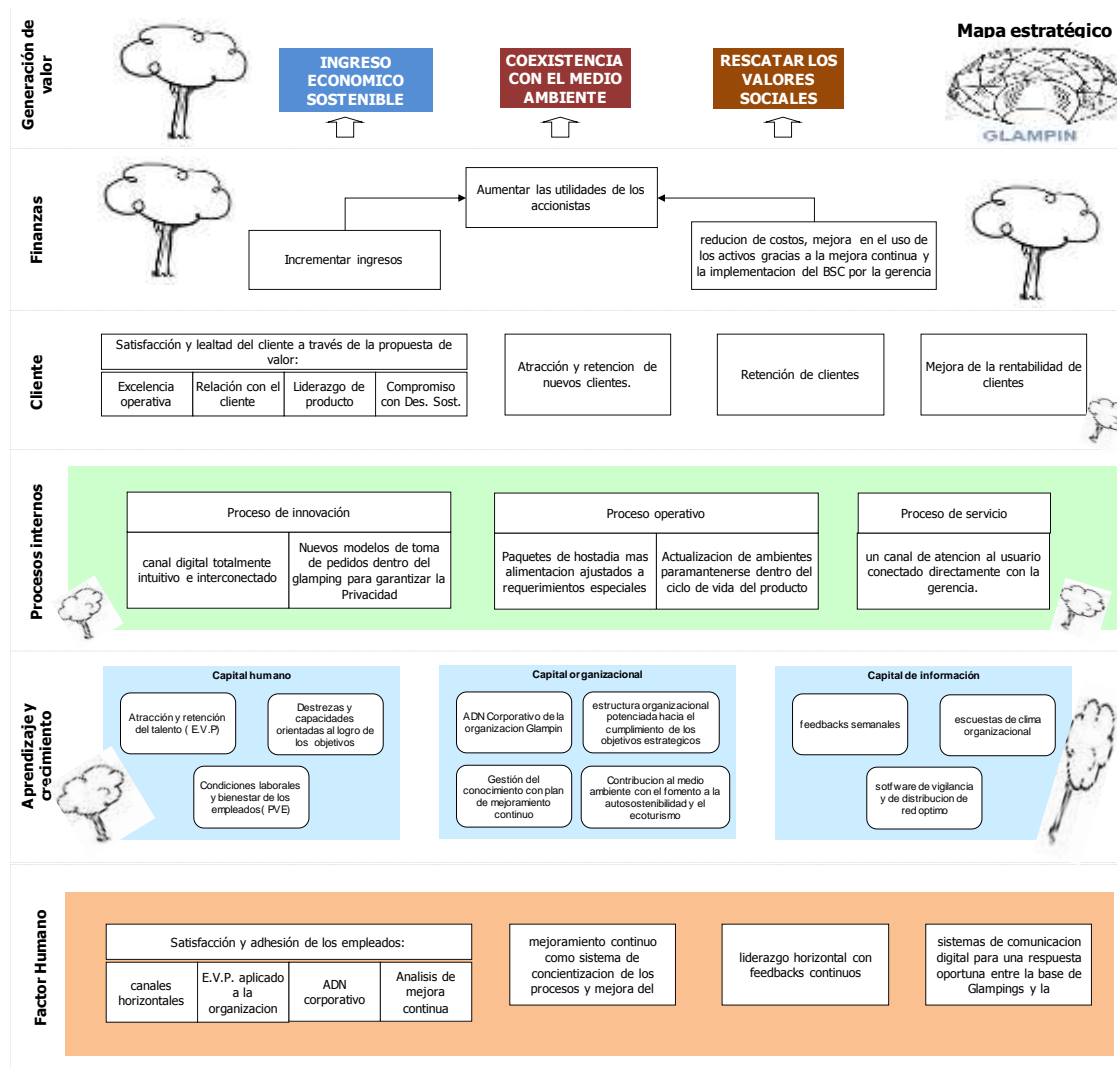 Generación de
valor
INGRESO
ECONOMICO
SOSTENIBLE
COEXISTENCIA
CON EL MEDIO
AMBIENTE
RESCATAR LOS
VALORES
SOCIALES
Mapa estratégico
GLAMPIN
Finanzas
Aumentar las utilidades de los
accionistas
Incrementar ingresos
reducion de costos, mejora en el uso de
los activos gracias a la mejora continua y
la implementacion del BSC por la gerencia
Cliente
Satisfacción y lealtad del cliente a través de la propuesta de
valor:
Excelencia
operativa
Relación con el
cliente
Liderazgo de
producto
Compromiso
con Des. Sost.
Atracción y retencion de
nuevos clientes.
Retención de clientes
Mejora de la rentabilidad de
clientes
Procesos internos
Proceso de innovación
canal digital totalmente
intuitivo e interconectado
Nuevos modelos de toma
de pedidos dentro del
glamping para garantizar la
Privacidad
Proceso operativo
Paquetes de hostadia mas
alimentacion ajustados a
requerimientos especiales
Actualizacion de ambientes
paramantenerse dentro del
ciclo de vida del producto
Proceso de servicio
un canal de atencion al usuario
conectado directamente con la
gerencia.
Aprendizaje y
crecimiento
Capital humano
Atracción y retención
del talento ( E.V.P)
Destrezas y
capacidades
orientadas al logro de
los objetivos
Condiciones laborales
y bienestar de los
empleados( PVE)
Capital organizacional
ADN Corporativo de la
organizacion Glampin
estructura organizacional
potenciada hacia el
cumplimiento de los
objetivos estrategicos
Gestión del
conocimiento con plan
de mejoramiento
continuo
Contribucion al medio
ambiente con el fomento a la
autosostenibilidad y el
ecoturismo
Capital de información
feedbacks semanales
escuestas de clima
organizacional
sotfware de vigilancia
y de distribucion de
red optimo
Factor Humano
Satisfacción y adhesión de los empleados:
canales
horizontales
E.V.P. aplicado
a la
organizacion
ADN
corporativo
Analisis de
mejora
continua
mejoramiento continuo
como sistema de
concientizacion de los
procesos y mejora del
liderazgo horizontal con
feedbacks continuos
sistemas de comunicacion
digital para una respuesta
oportuna entre la base de
Glampings y la